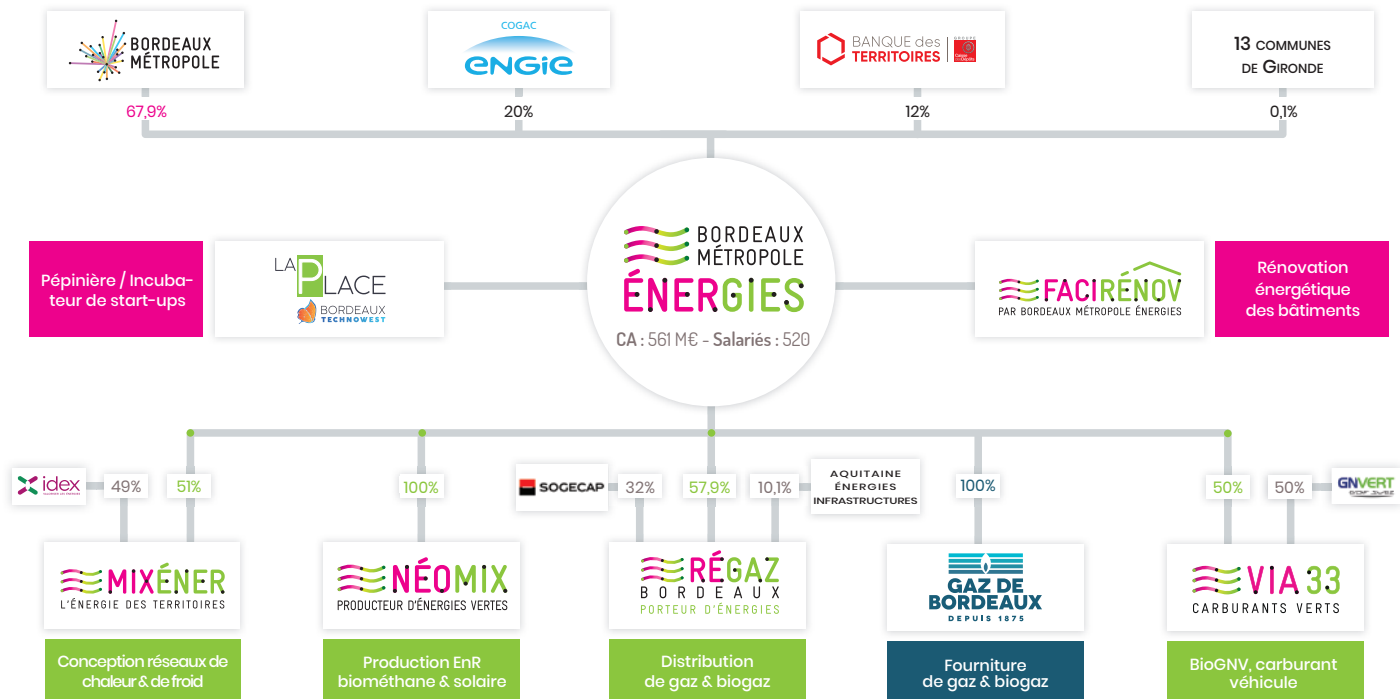 BORDEAUX
MÉTROPOLE
COGAC
ENGIE
BANQUE des
TERRITOIRES
GROUPE
13 COMMUNES
DE GIRONDE
67,9%
20%
12%
0,1%
Pépinière / Incuba-
teur de start-ups
LA PLACE
BORDEAUX
TECHNOWEST
BORDEAUX
MÉTROPOLE
ÉNERGIES
CA : 561 M€ - Salariés : 520
FACIRÉNOV
PAR BORDEAUX MÉTROPOLE ÉNERGIES
Rénovation
énergétique
des bâtiments
idex
49%
51%
100%
SOGECAP
32%
57,9%
10,1%
AQUITAINE
ÉNERGIES
INFRASTRUCTURES
100%
50%
50%
GNVERT
GDF SUEZ
MIXÉNER
L'ÉNERGIE DES TERRITOIRES
NÉOMIX
PRODUCTEUR D'ÉNERGIES VERTES
RÉGAZ
BORDEAUX
PORTEUR D'ÉNERGIES
GAZ DE
BORDEAUX
DEPUIS 1875
VIA 33
CARBURANTS VERTS
Conception réseaux de
chaleur & de froid
Production EnR
biométhane & solaire
Distribution
de gaz & biogaz
Fourniture
de gaz & biogaz
BioGNV, carburant
véhicule